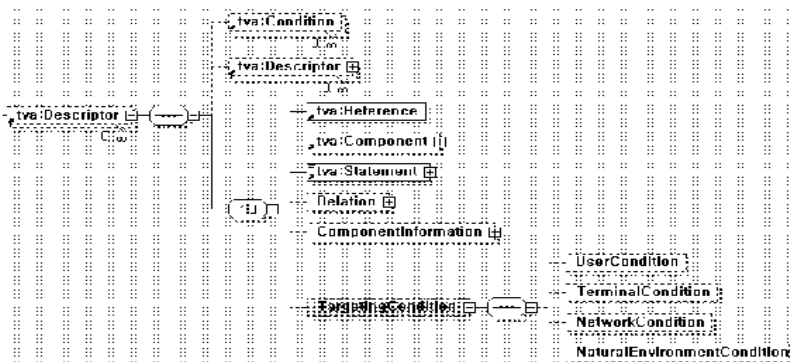 tva:Condition
0..∞
tva:Descriptor
0..∞
tva:Descriptor
0..∞
tva:Reference
tva:Component
tva:Statement
Relation
ComponentInformation
UserCondition
TerminalCondition
TargetingCondition
NetworkCondition
NaturalEnvironmentCondition